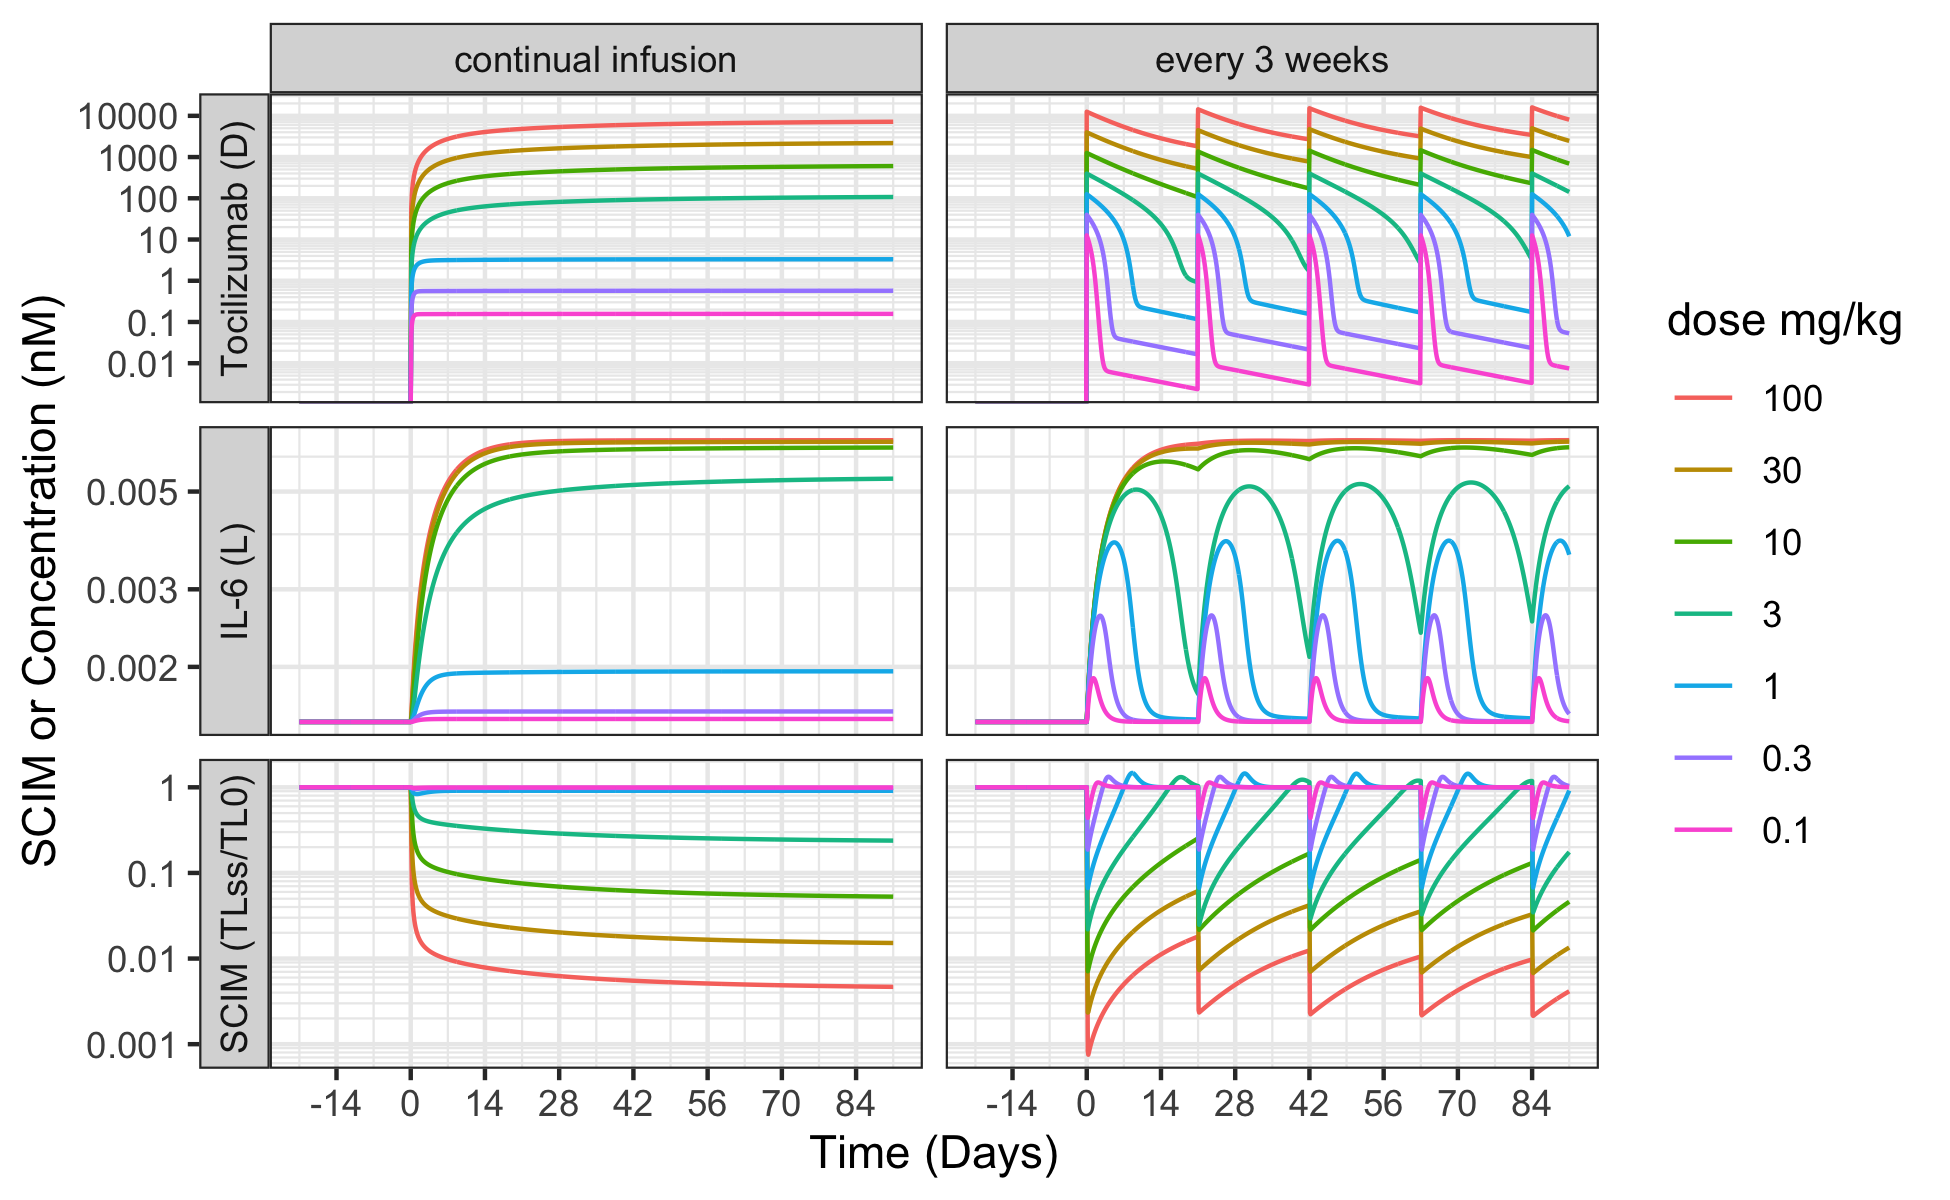 continual infusion
every 3 weeks
SCIM or Concentration (nM)
Tocilizumab (D)
10000
1000
100
10
1
0.1
0.01
IL-6 (L)
0.005
0.003
0.002
SCIM (TLss/TL0)
1
0.1
0.01
0.001
-14 0 14 28 42 56 70 84
-14 0 14 28 42 56 70 84
Time (Days)
dose mg/kg
100
30
10
3
1
0.3
0.1